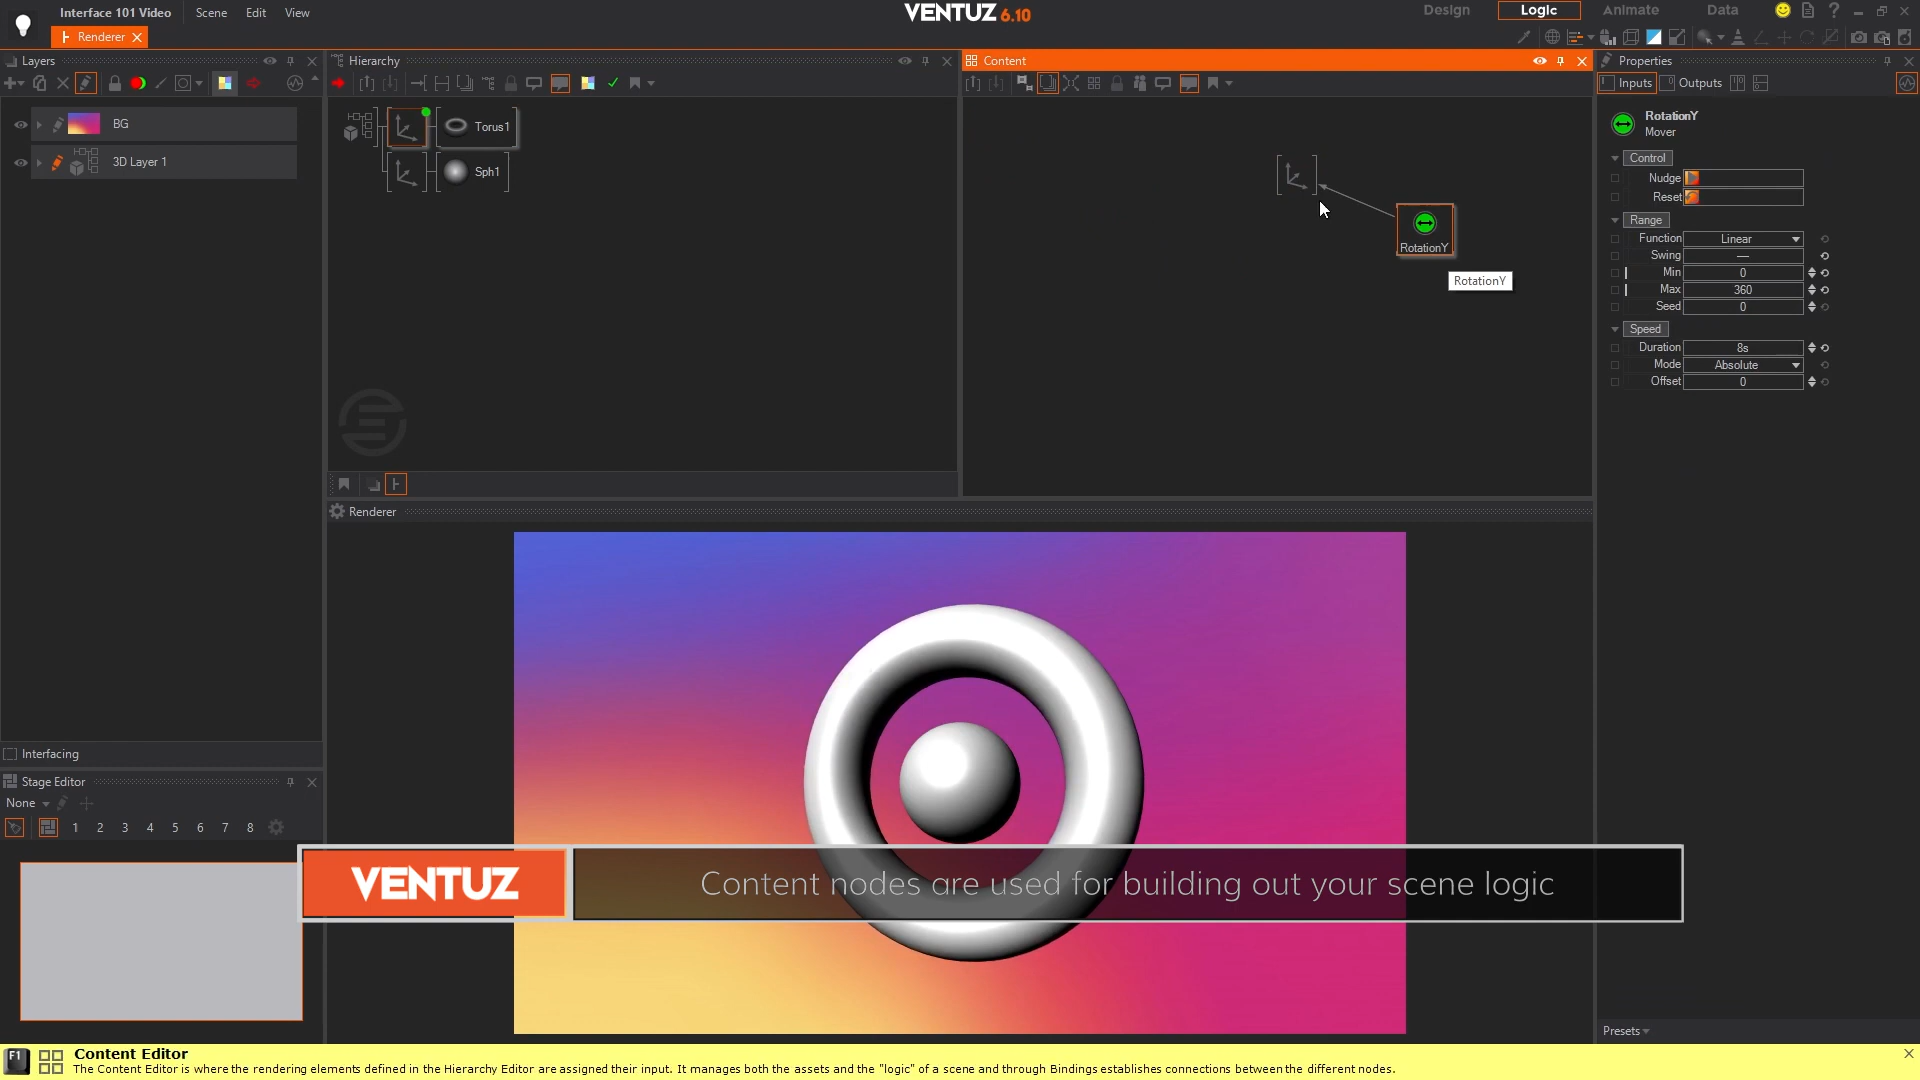 Interface 101 Video Scene Edit View
VENTUZ 6.10
Design Logic Animate Data
Renderer
Layers
BG
3D Layer 1
Interfacing
Stage Editor
None
1 2 3 4 5 6 7 8
Hierarchy
Torus1
Sph1
Content
RotationY
RotationY
Renderer
VENTUZ
Content nodes are used for building out your scene logic
Properties
Inputs Outputs
RotationY
Mover
Control
Nudge
Reset
Range
Function Linear
Swing —
Min 0
Max 360
Seed 0
Speed
Duration 8s
Mode Absolute
Offset 0
Presets
F1
Content Editor
The Content Editor is where the rendering elements defined in the Hierarchy Editor are assigned their input. It manages both the assets and the "logic" of a scene and through Bindings establishes connections between the different nodes.